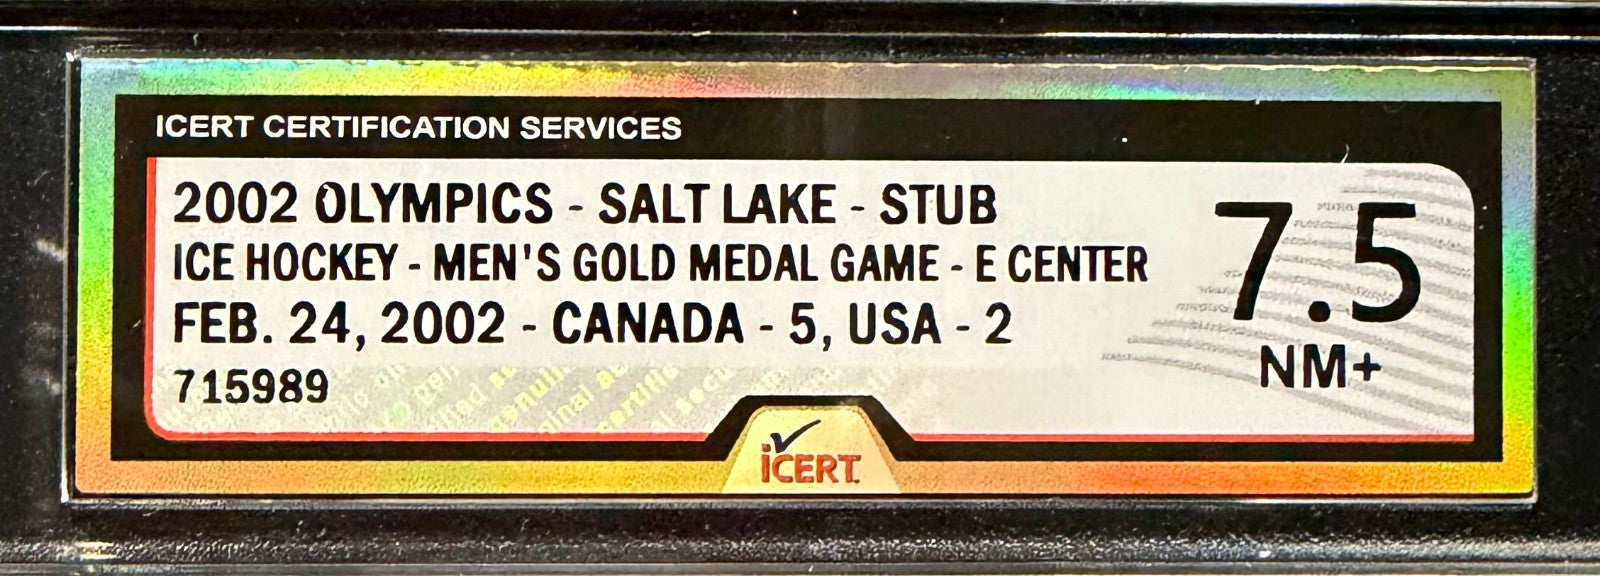 ICERT CERTIFICATION SERVICES
2002 OLYMPICS - SALT LAKE - STUB
ICE HOCKEY - MEN'S GOLD MEDAL GAME - E CENTER
FEB. 24, 2002 - CANADA - 5, USA - 2
715989
7.5
NM+
iCERT